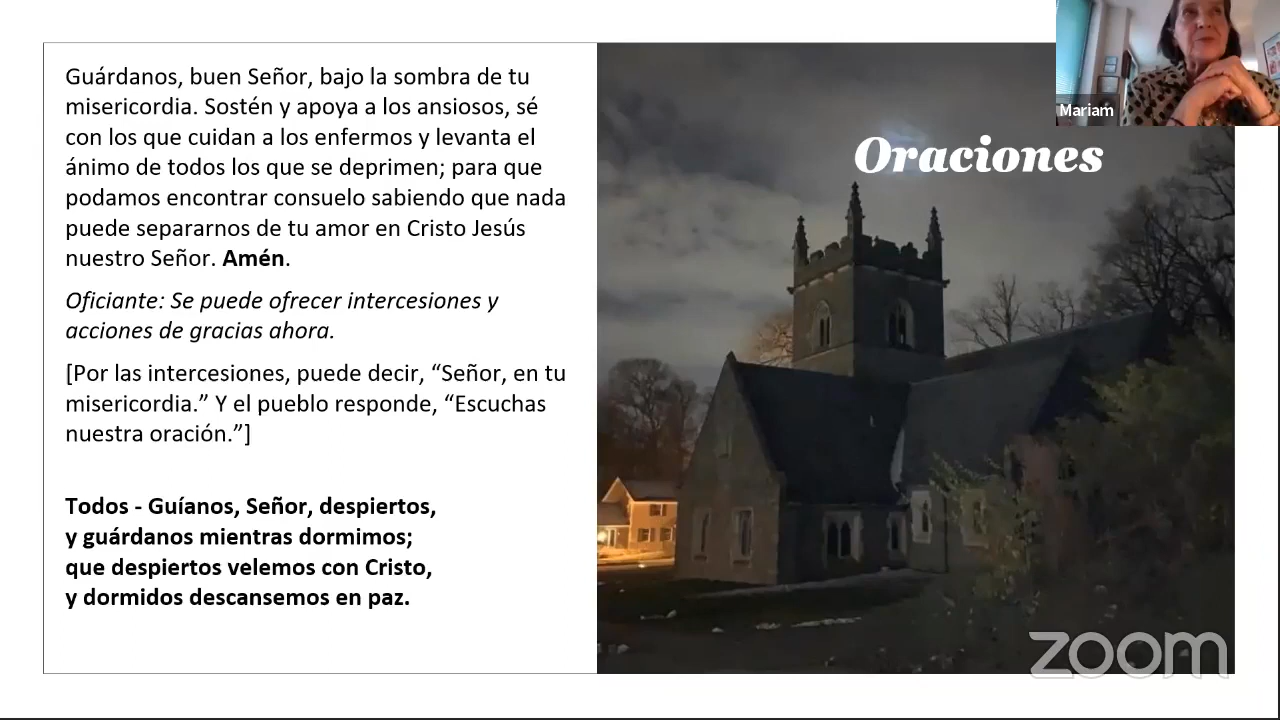 Guárdanos, buen Señor, bajo la sombra de tu
misericordia. Sostén y apoya a los ansiosos, sé
con los que cuidan a los enfermos y levanta el
ánimo de todos los que se deprimen; para que
podamos encontrar consuelo sabiendo que nada
puede separarnos de tu amor en Cristo Jesús
nuestro Señor. Amén.
Oficiante: Se puede ofrecer intercesiones y
acciones de gracias ahora.
[Por las intercesiones, puede decir, “Señor, en tu
misericordia.” Y el pueblo responde, “Escuchas
nuestra oración.”]
Todos - Guíanos, Señor, despiertos,
y guárdanos mientras dormimos;
que despiertos velemos con Cristo,
y dormidos descansemos en paz.
Oraciones
Mariam
zoom